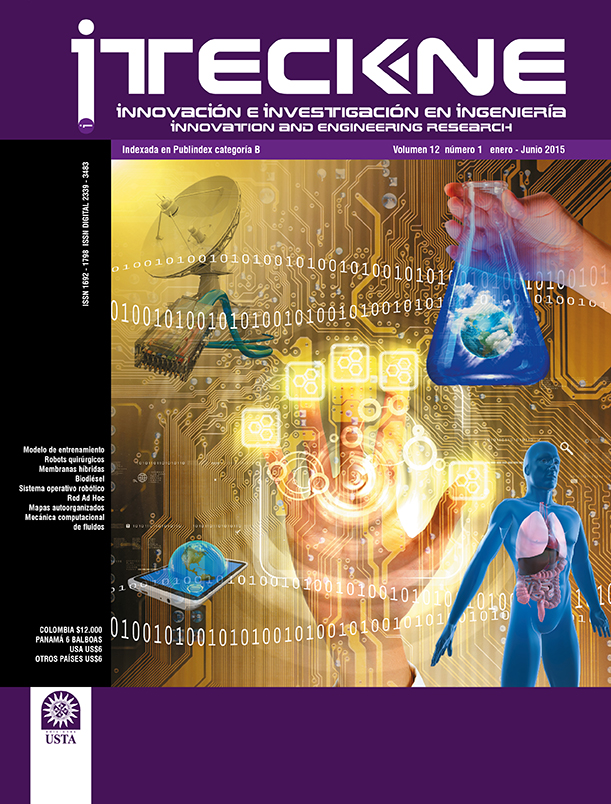 iTECKNE
INNOVACIÓN E INVESTIGACIÓN EN INGENIERÍA
INNOVATION AND ENGINEERING RESEARCH
Indexada en Publindex categoría B
Volumen 12 número 1 enero - Junio 2015
ISSN 1692 - 1798 ISSN DIGITAL 2339 - 3483
Modelo de entrenamiento
Robots quirúrgicos
Membranas híbridas
Biodiésel
Sistema operativo robótico
Red Ad Hoc
Mapas autoorganizados
Mecánica computacional
de fluidos
COLOMBIA $12.000
PANAMÁ 6 BALBOAS
USA US$6
OTROS PAÍSES US$6
USTA